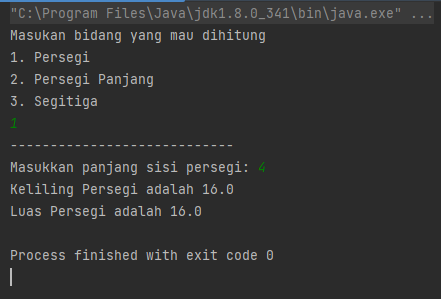 "C:\Program Files\Java\jdk1.8.0_341\bin\java.exe" ...
Masukan bidang yang mau dihitung
1. Persegi
2. Persegi Panjang
3. Segitiga
1
----------------------------
Masukkan panjang sisi persegi: 4
Keliling Persegi adalah 16.0
Luas Persegi adalah 16.0
Process finished with exit code 0